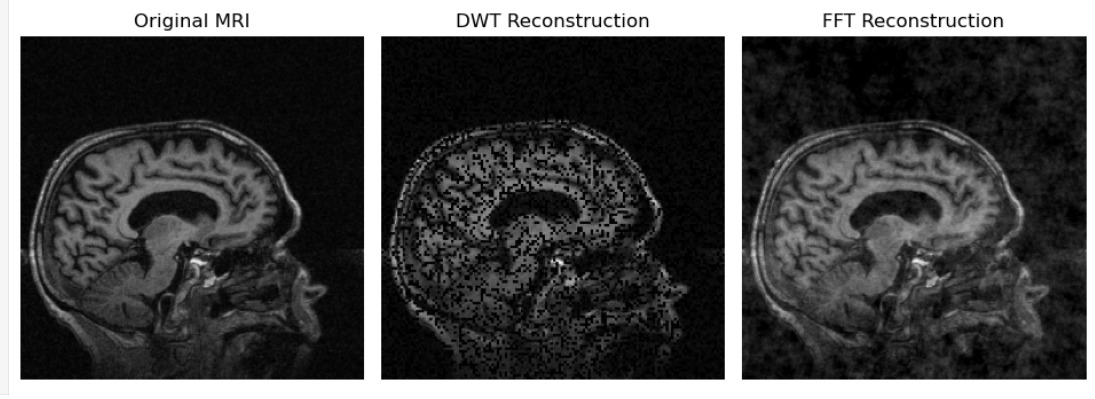 Original MRI
DWT Reconstruction
FFT Reconstruction